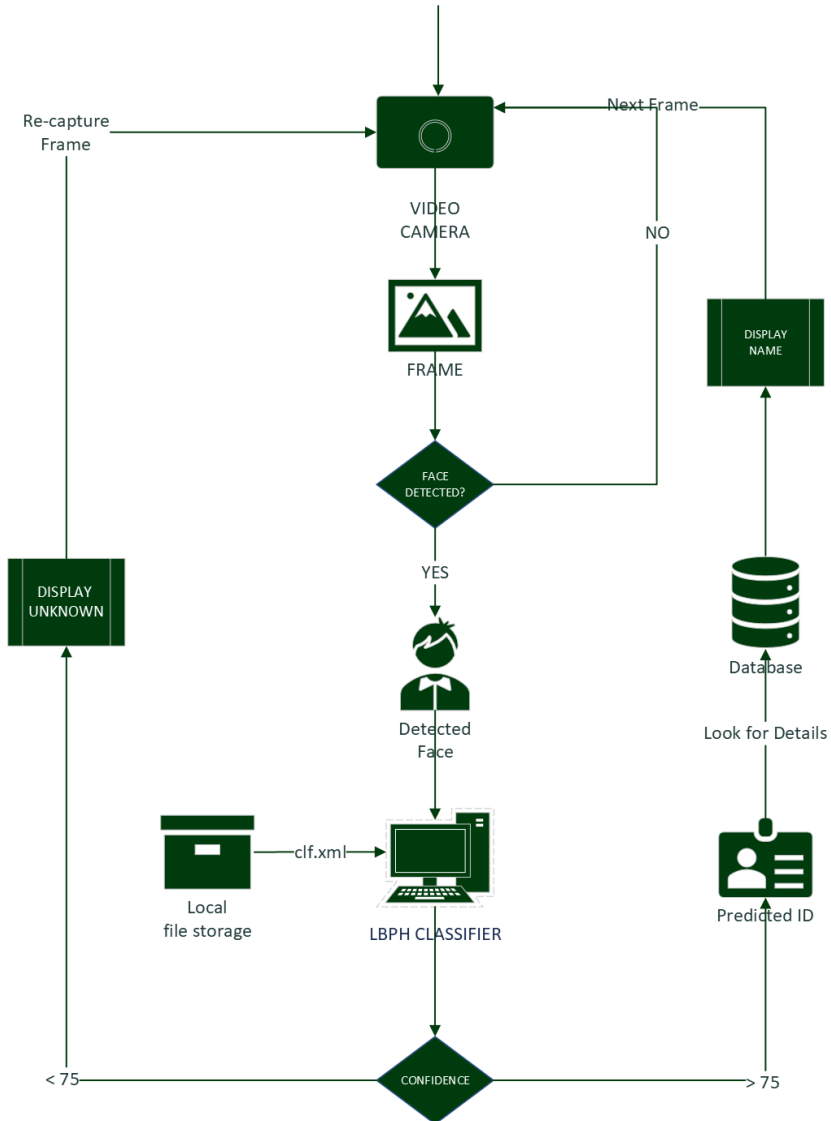 Next Frame
Re-capture
Frame
VIDEO
CAMERA
NO
DISPLAY
NAME
FRAME
FACE
DETECTED?
YES
DISPLAY
UNKNOWN
Database
Detected
Face
Look for Details
clf.xml
Local
file storage
LBPH CLASSIFIER
Predicted ID
< 75
CONFIDENCE
> 75